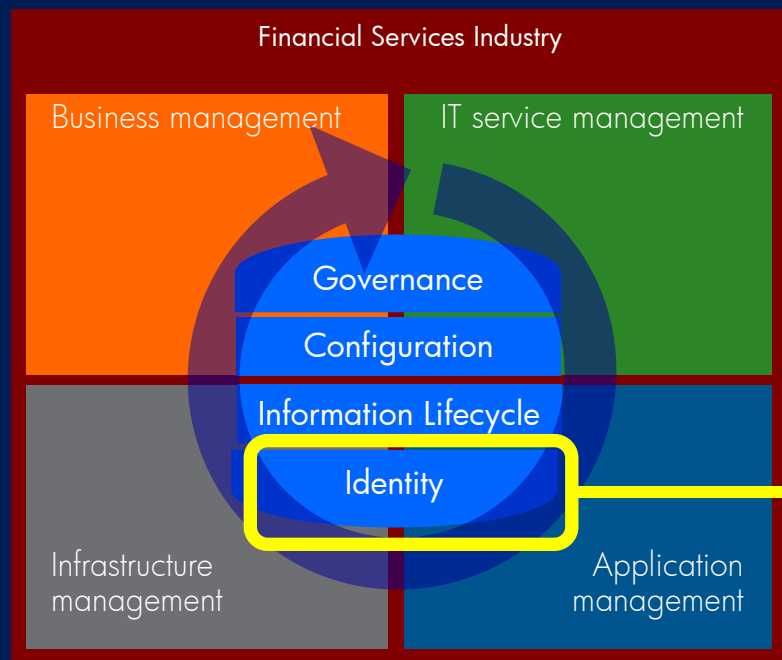 Financial Services Industry
Business management
IT service management
Governance
Configuration
Information Lifecycle
Identity
Infrastructure
management
Application
management